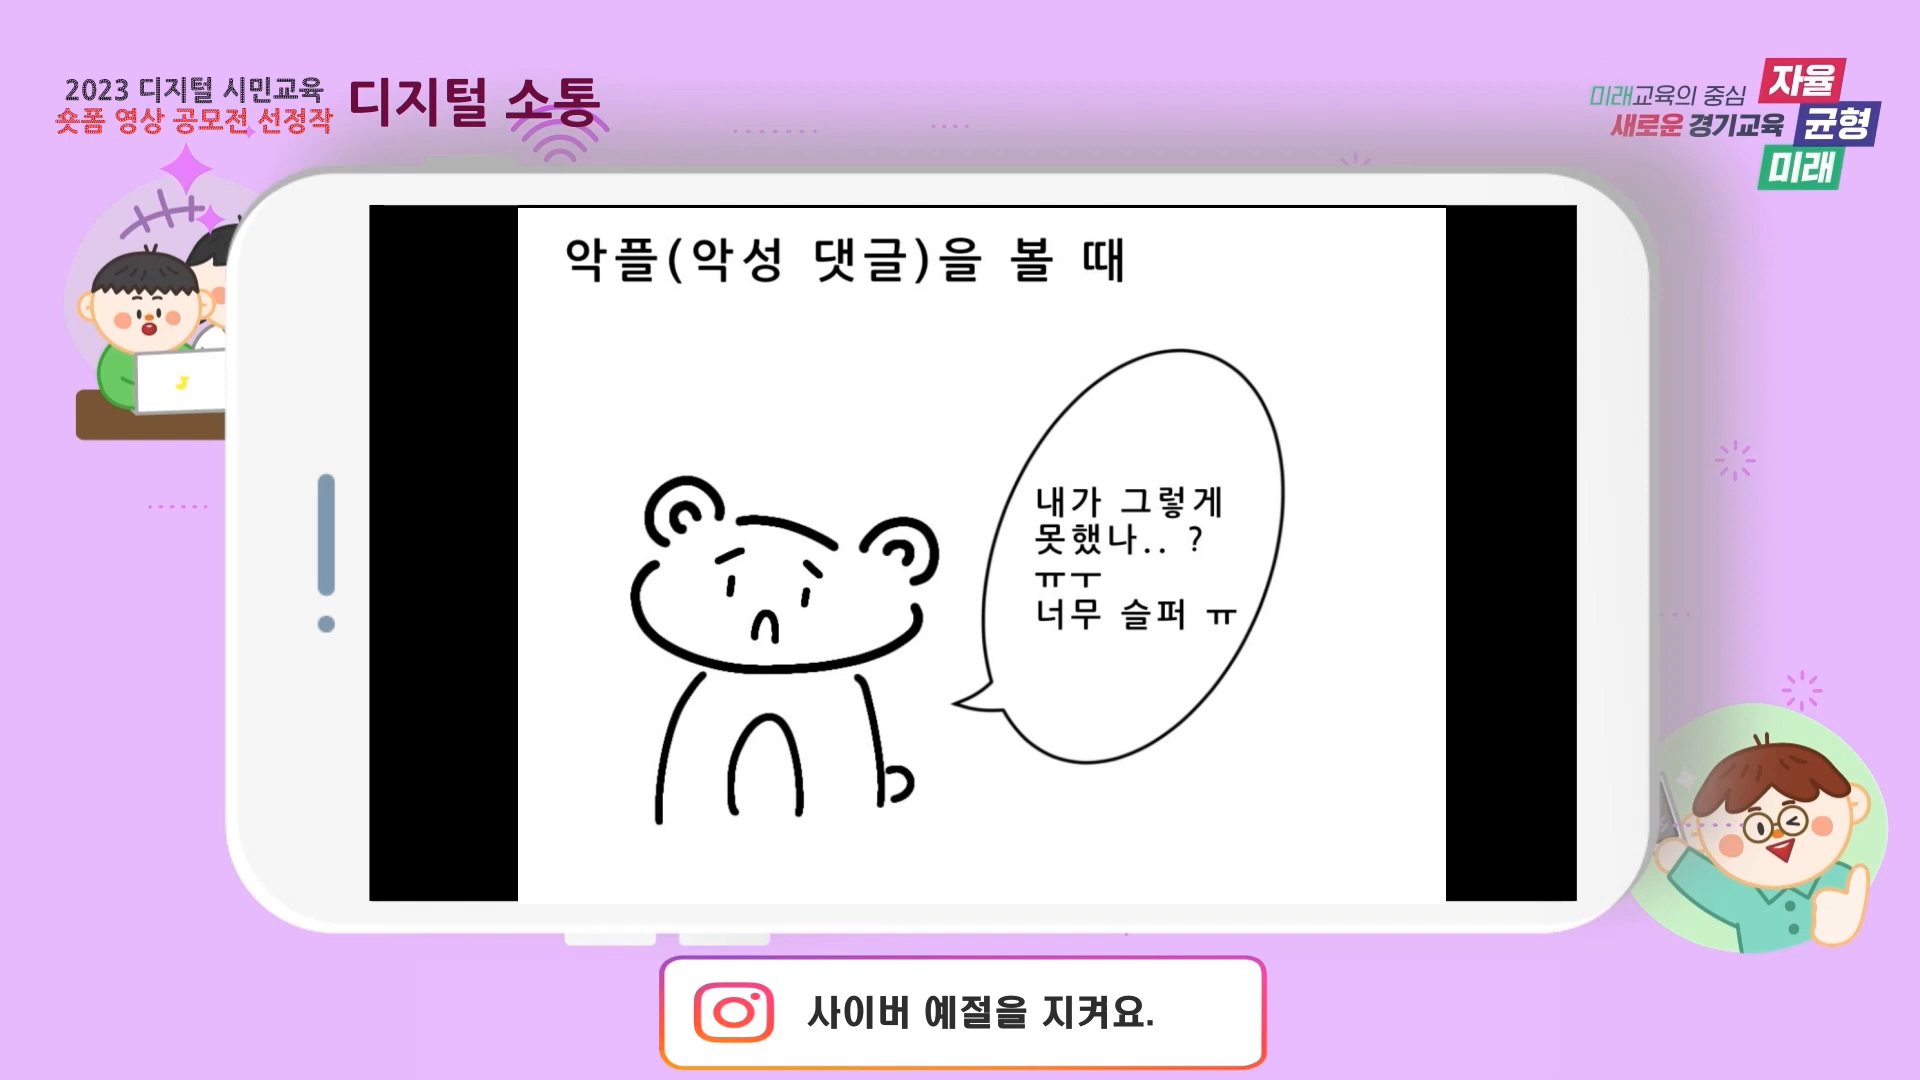 2023 디지털 시민교육
숏폼 영상 공모전 선정작
디지털 소통
미래교육의 중심
새로운 경기교육
자율
균형
미래
악플(악성 댓글)을 볼 때
내가 그렇게
못했나.. ?
ㅠㅜ
너무 슬퍼 ㅠ
사이버 예절을 지켜요.